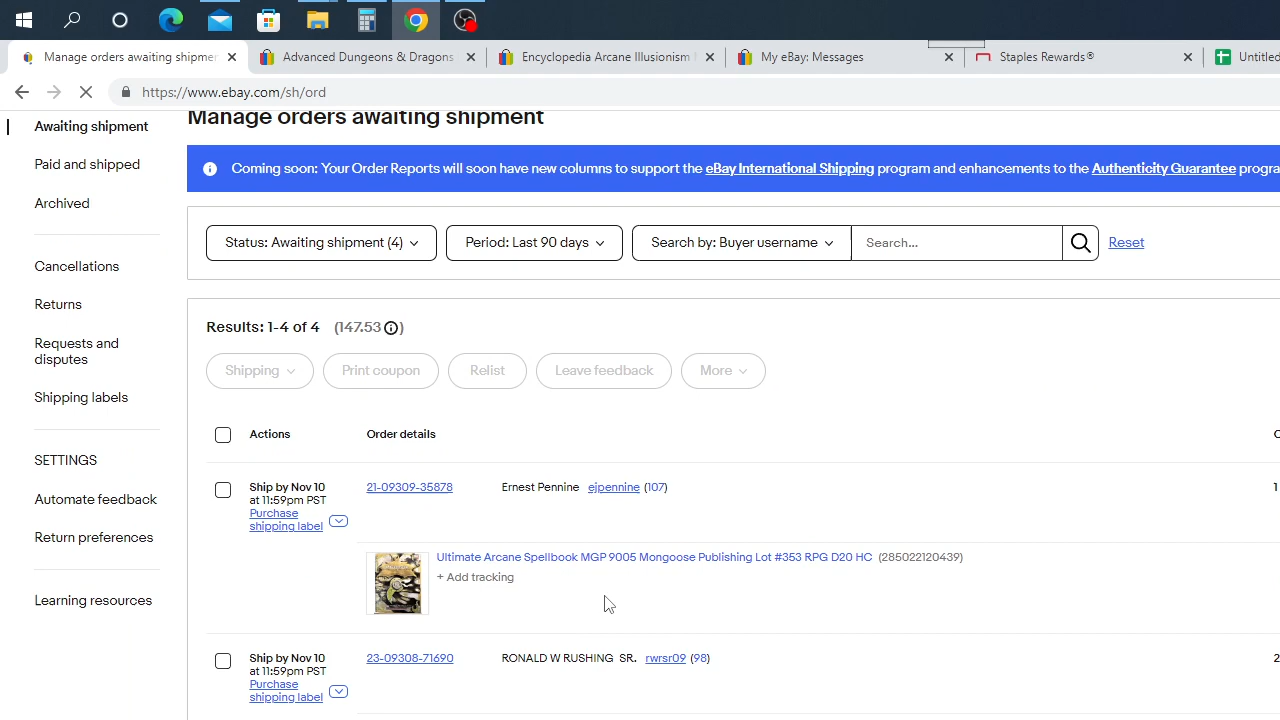 Manage orders awaiting shipmer
Advanced Dungeons & Dragons
Encyclopedia Arcane Illusionism
My eBay: Messages
Staples Rewards®
Untitled
https://www.ebay.com/sh/ord
Manage orders awaiting shipment
Awaiting shipment
Paid and shipped
Archived
Cancellations
Returns
Requests and
disputes
Shipping labels
SETTINGS
Automate feedback
Return preferences
Learning resources
Coming soon: Your Order Reports will soon have new columns to support the eBay International Shipping program and enhancements to the Authenticity Guarantee progra
Status: Awaiting shipment (4)
Period: Last 90 days
Search by: Buyer username
Search...
Reset
Results: 1-4 of 4 (147.53)
Shipping
Print coupon
Relist
Leave feedback
More
Actions
Order details
Ship by Nov 10
at 11:59pm PST
Purchase
shipping label
21-09309-35878
Ernest Pennine ejpennine (107)
1
Ultimate Arcane Spellbook MGP 9005 Mongoose Publishing Lot #353 RPG D20 HC (285022120439)
+ Add tracking
Ship by Nov 10
at 11:59pm PST
Purchase
shipping label
23-09308-71690
RONALD W RUSHING SR. rwrsr09 (98)
2